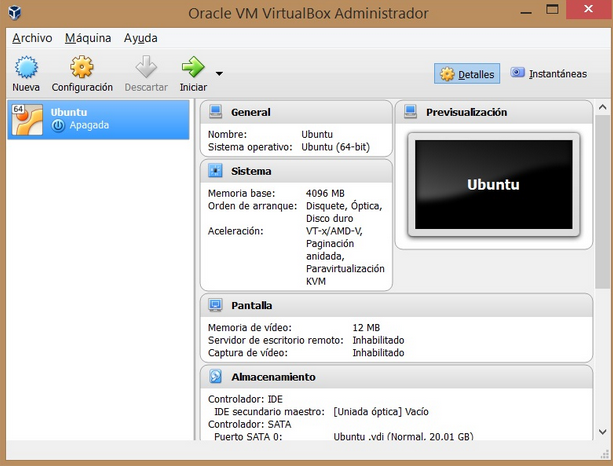 Oracle VM VirtualBox Administrador
Archivo Máquina Ayuda
Nueva Configuración Descartar Iniciar Detalles Instantáneas
64
Ubuntu
Apagada
General
Nombre: Ubuntu
Sistema operativo: Ubuntu (64-bit)
Previsualización
Ubuntu
Sistema
Memoria base: 4096 MB
Orden de arranque: Disquete, Óptica,
Disco duro
Aceleración: VT-x/AMD-V,
Paginación
anidada,
Paravirtualización
KVM
Pantalla
Memoria de vídeo: 12 MB
Servidor de escritorio remoto: Inhabilitado
Captura de vídeo: Inhabilitado
Almacenamiento
Controlador: IDE
IDE secundario maestro: [Uniada óptica] Vacío
Controlador: SATA
Puerto SATA 0: Ubuntu .vdi (Normal, 20,01 GB)